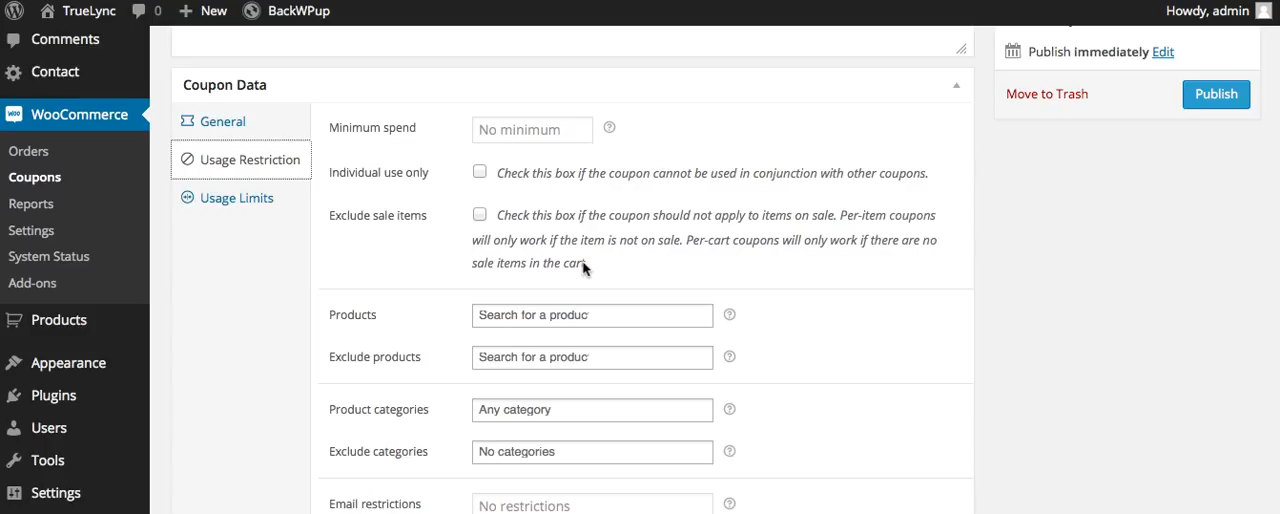 TrueLync 0 New BackWPup Howdy, admin
Comments
Contact
WooCommerce
Orders
Coupons
Reports
Settings
System Status
Add-ons
Products
Appearance
Plugins
Users
Tools
Settings
Coupon Data
General
Usage Restriction
Usage Limits
Minimum spend No minimum
Individual use only Check this box if the coupon cannot be used in conjunction with other coupons.
Exclude sale items Check this box if the coupon should not apply to items on sale. Per-item coupons
will only work if the item is not on sale. Per-cart coupons will only work if there are no
sale items in the cart.
Products Search for a produc
Exclude products Search for a produc
Product categories Any category
Exclude categories No categories
Email restrictions No restrictions
Publish immediately Edit
Move to Trash Publish